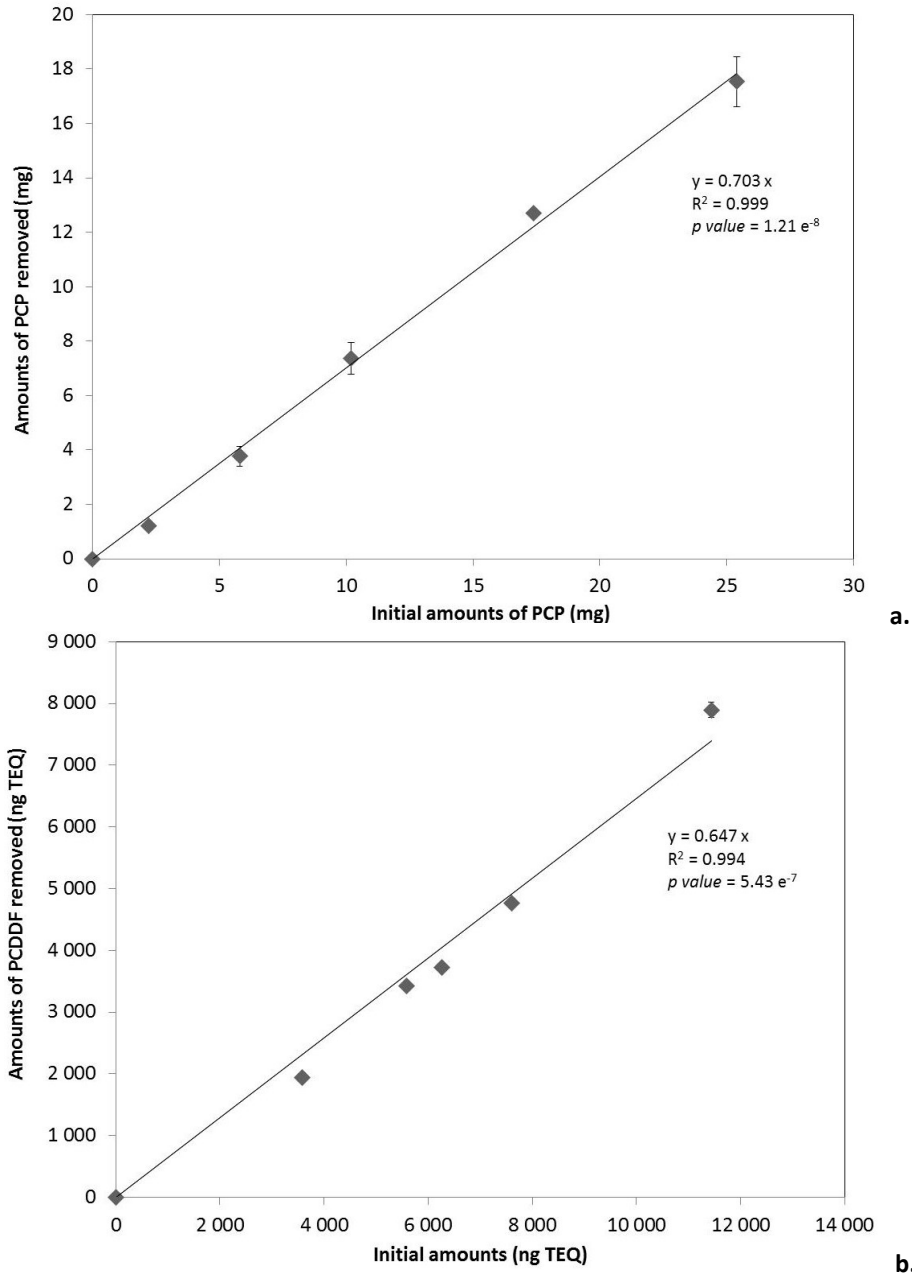 20
18
16
14
12
10
8
6
4
2
0
Amounts of PCP removed (mg)
y = 0.703 x
R² = 0.999
p value = 1.21 e⁻⁸
0 5 10 15 20 25 30
Initial amounts of PCP (mg)
a.
9 000
8 000
7 000
6 000
5 000
4 000
3 000
2 000
1 000
0
Amounts of PCDDF removed (ng TEQ)
y = 0.647 x
R² = 0.994
p value = 5.43 e⁻⁷
0 2 000 4 000 6 000 8 000 10 000 12 000 14 000
Initial amounts (ng TEQ)
b.